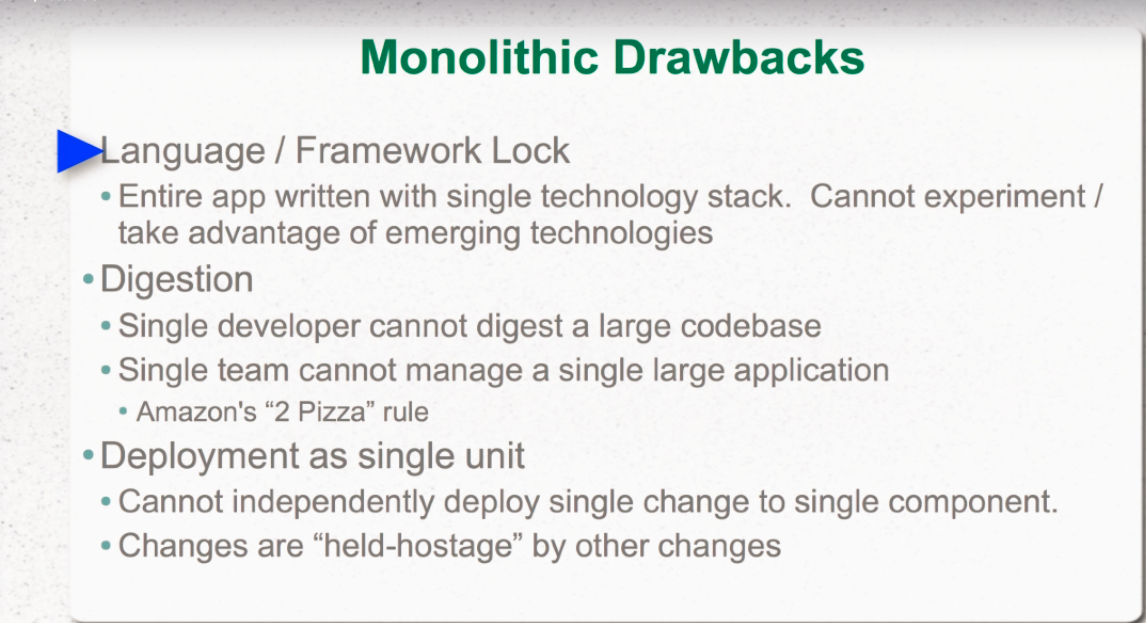 Monolithic Drawbacks
Language / Framework Lock
• Entire app written with single technology stack.  Cannot experiment /
take advantage of emerging technologies
• Digestion
• Single developer cannot digest a large codebase
• Single team cannot manage a single large application
• Amazon's “2 Pizza” rule
• Deployment as single unit
• Cannot independently deploy single change to single component.
• Changes are “held-hostage” by other changes